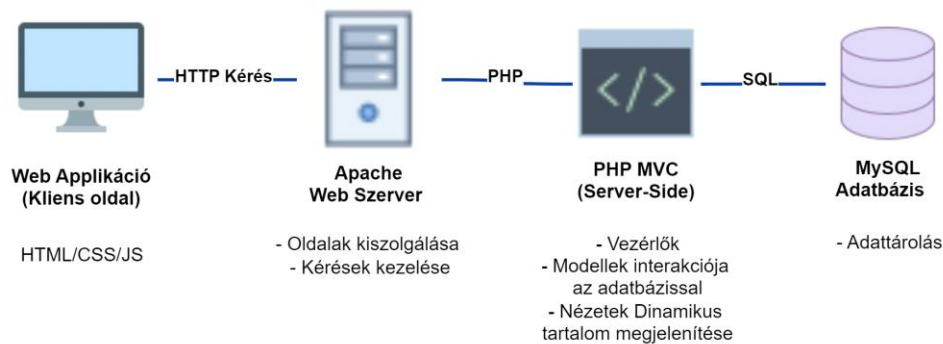 HTTP Kérés
PHP
</>
SQL
Web Applikáció
(Kliens oldal)
HTML/CSS/JS
Apache
Web Szerver
- Oldalak kiszolgálása
- Kérések kezelése
PHP MVC
(Server-Side)
- Vezérlők
- Modellek interakciója
az adatbázissal
- Nézetek Dinamikus
tartalom megjelenítése
MySQL
Adatbázis
- Adattárolás